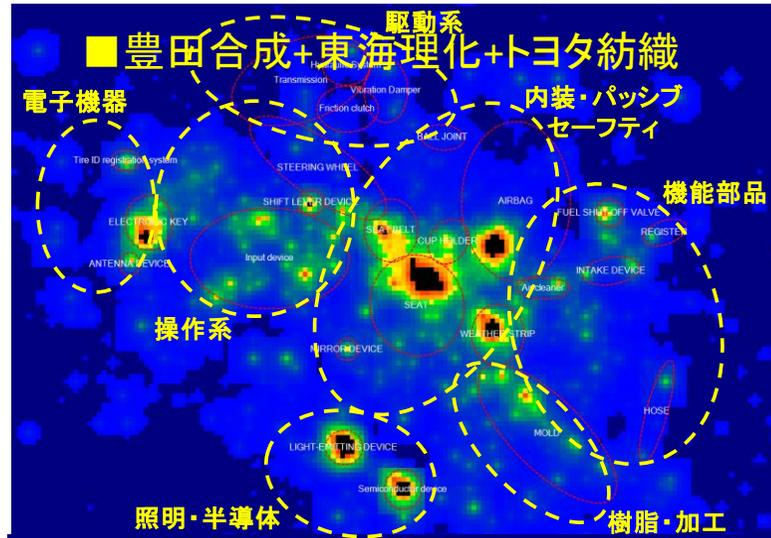 駆動系
■豊田合成+東海理化+トヨタ紡織
Transmission
Vibration Damper
Friction clutch
電子機器
内装・パッシブ
セーフティ
BALL JOINT
Tire ID registration system
STEERING WHEEL
機能部品
SHIFT LEVER DEVICE
AIRBAG
FUEL SHUT-OFF VALVE
ELECTRONIC KEY
SEAT BELT
CUP HOLDER
REGISTER
ANTENNA DEVICE
Input device
INTAKE DEVICE
Air cleaner
SEAT
操作系
WEATHER STRIP
MIRROR DEVICE
HOSE
MOLD
LIGHT-EMITTING DEVICE
Semiconductor device
照明・半導体
樹脂・加工